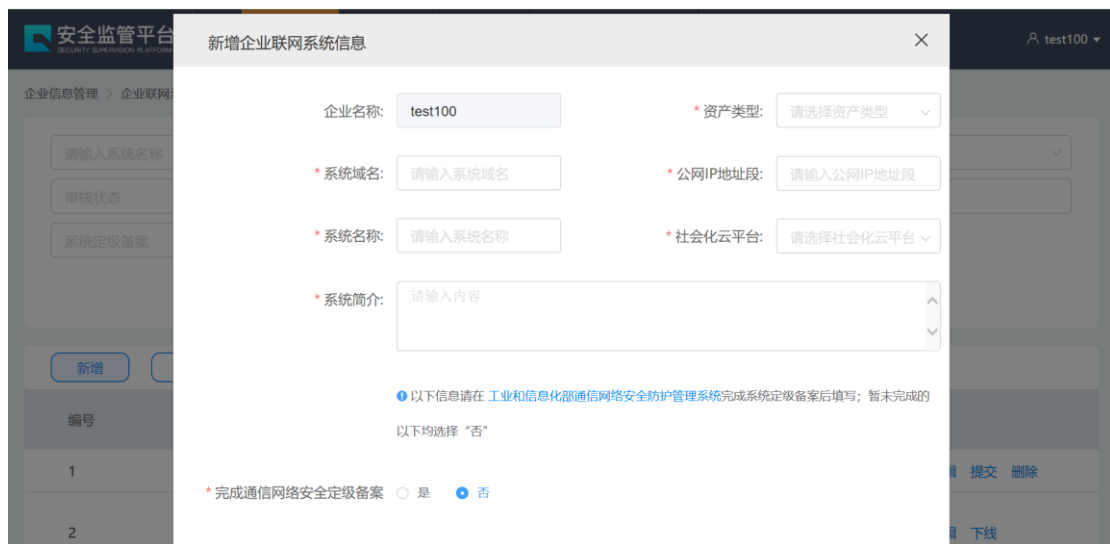 安全监管平台
SECURITY SUPERVISION PLATFORM
新增企业联网系统信息
test100
企业信息管理 > 企业联网
企业名称: test100
* 资产类型: 请选择资产类型
请输入系统名称
* 系统域名: 请输入系统域名
* 公网IP地址段: 请输入公网IP地址段
审核状态
* 系统名称: 请输入系统名称
* 社会化云平台: 请选择社会化云平台
系统定级备案
* 系统简介: 请输入内容
新增
以下信息请在 工业和信息化部通信网络安全防护管理系统完成系统定级备案后填写；暂未完成的
以下均选择“否”
编号
1
提交 删除
* 完成通信网络安全定级备案 是 否
2
下线